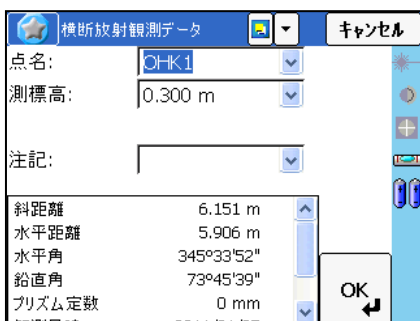 横断放射観測データ キャンセル
点名: OHK1
測標高: 0.300 m
注記:
斜距離 6.151 m
水平距離 5.906 m
水平角 345°33'52"
鉛直角 73°45'39"
プリズム定数 0 mm
OK